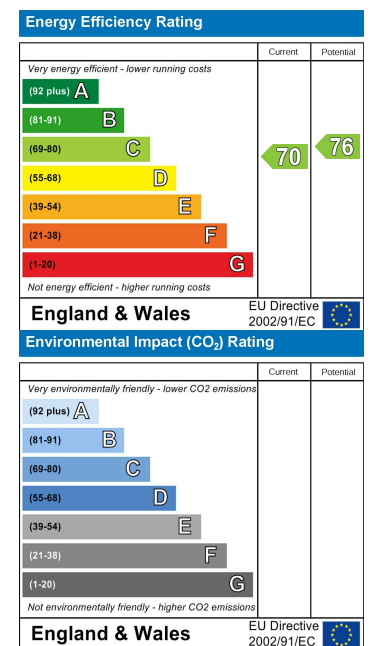 Energy Efficiency Rating
Current Potential
Very energy efficient - lower running costs
(92 plus) A
(81-91) B
(69-80) C
(55-68) D
(39-54) E
(21-38) F
(1-20) G
70
76
Not energy efficient - higher running costs
England & Wales
EU Directive
2002/91/EC
Environmental Impact (CO₂) Rating
Current Potential
Very environmentally friendly - lower CO2 emissions
(92 plus) A
(81-91) B
(69-80) C
(55-68) D
(39-54) E
(21-38) F
(1-20) G
Not environmentally friendly - higher CO2 emissions
England & Wales
EU Directive
2002/91/EC